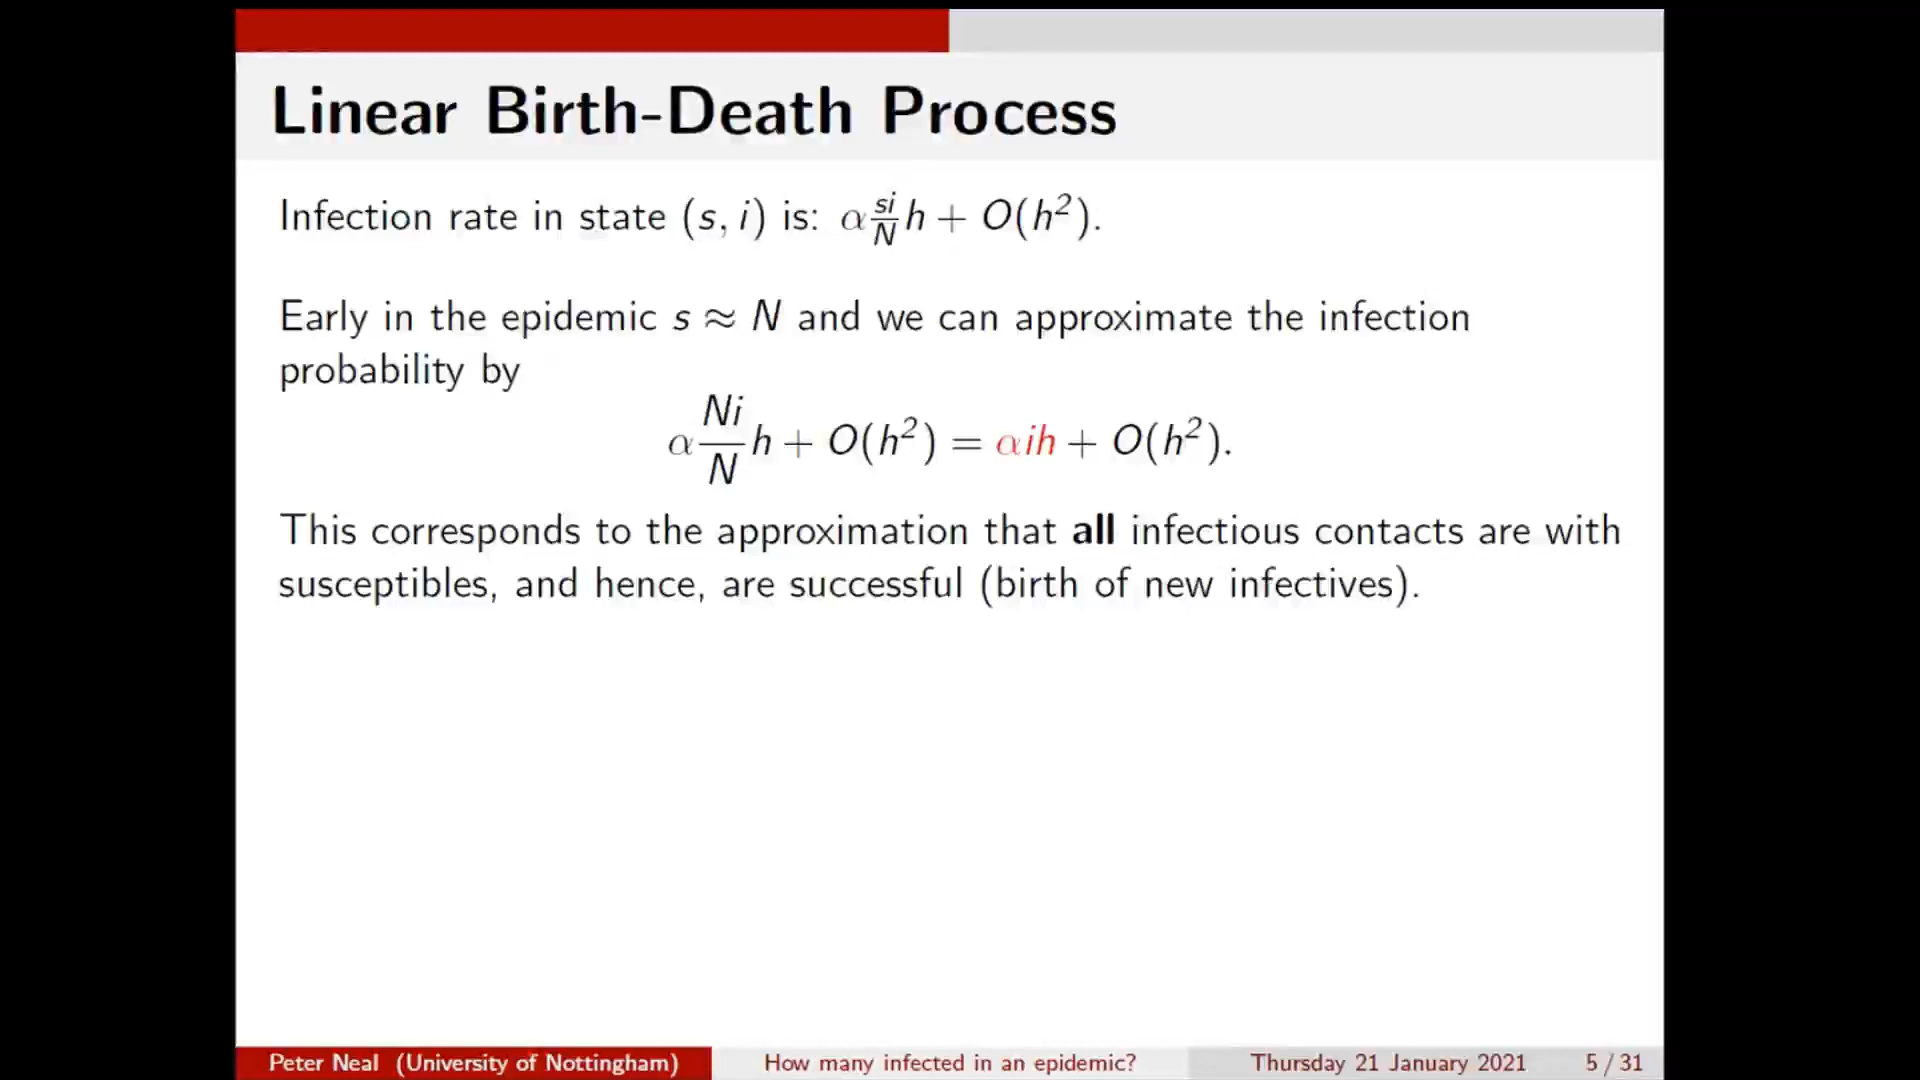 Linear Birth-Death Process
Infection rate in state (s, i) is: α si/N h + O(h²).
Early in the epidemic s ≈ N and we can approximate the infection
probability by
α Ni/N h + O(h²) = αih + O(h²).
This corresponds to the approximation that all infectious contacts are with
susceptibles, and hence, are successful (birth of new infectives).
Peter Neal (University of Nottingham) How many infected in an epidemic? Thursday 21 January 2021 5 / 31